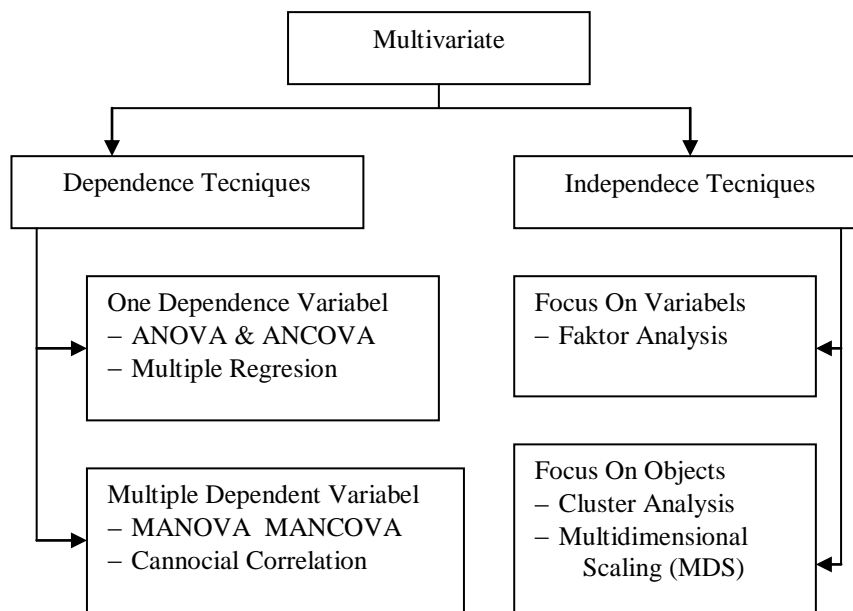 Multivariate
Dependence Tecniques
Independece Tecniques
One Dependence Variabel
– ANOVA & ANCOVA
– Multiple Regresion
Focus On Variabels
– Faktor Analysis
Multiple Dependent Variabel
– MANOVA MANCOVA
– Cannocial Correlation
Focus On Objects
– Cluster Analysis
– Multidimensional
Scaling (MDS)